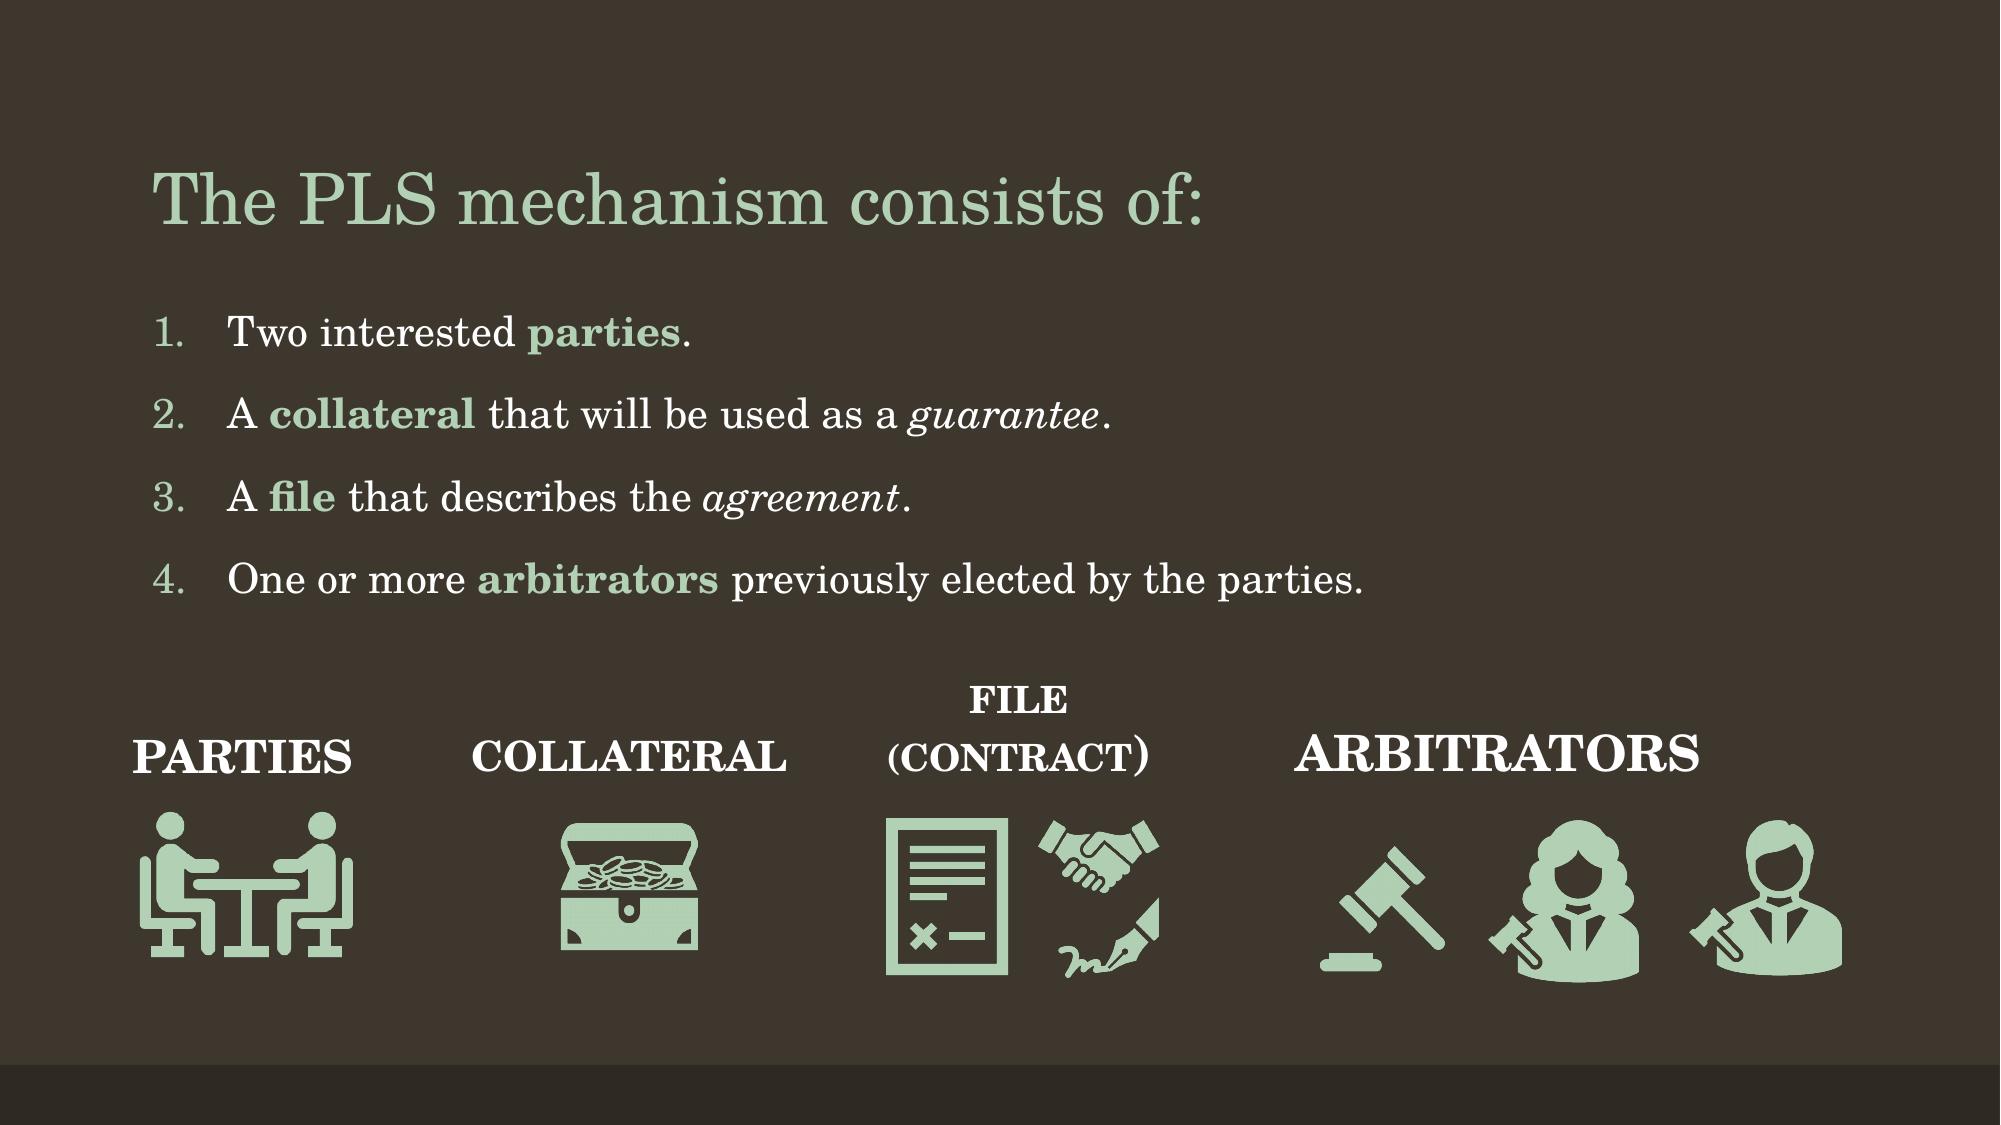 The PLS mechanism consists of:
1. Two interested parties.
2. A collateral that will be used as a guarantee.
3. A file that describes the agreement.
4. One or more arbitrators previously elected by the parties.
PARTIES
COLLATERAL
FILE
(CONTRACT)
ARBITRATORS